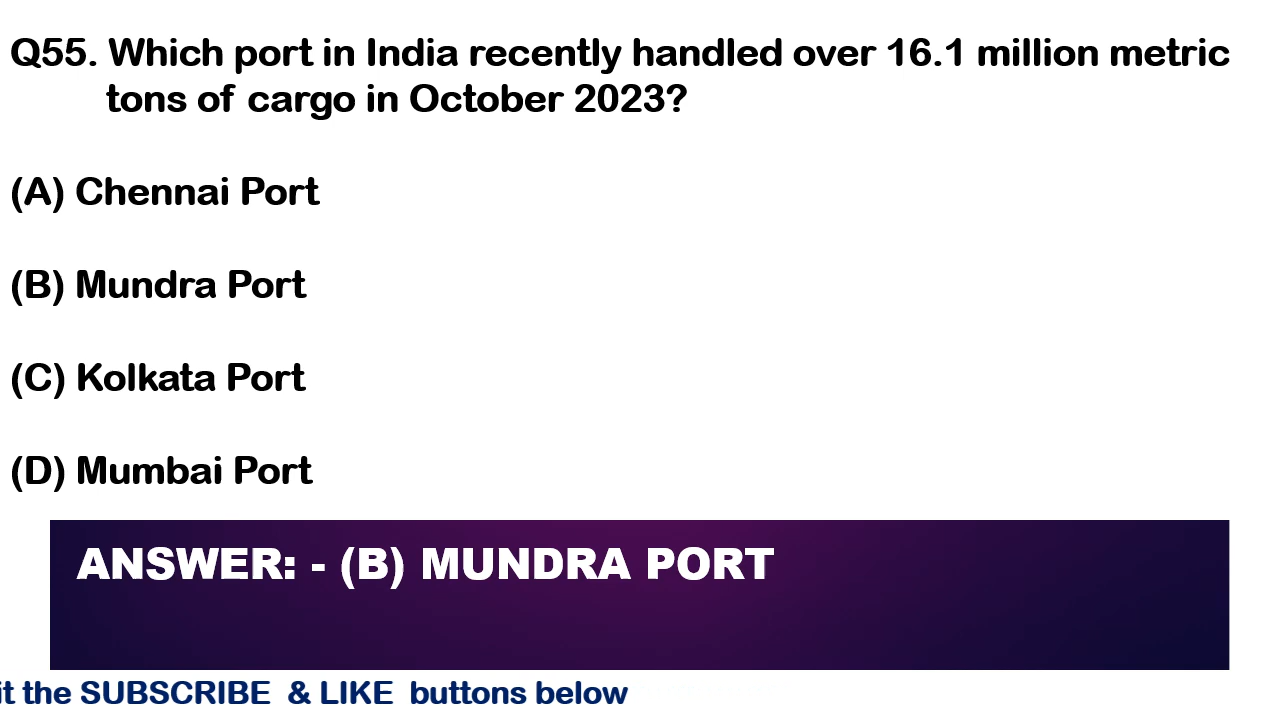 Q55. Which port in India recently handled over 16.1 million metric
tons of cargo in October 2023?
(A) Chennai Port
(B) Mundra Port
(C) Kolkata Port
(D) Mumbai Port
ANSWER: - (B) MUNDRA PORT
it the SUBSCRIBE & LIKE buttons below